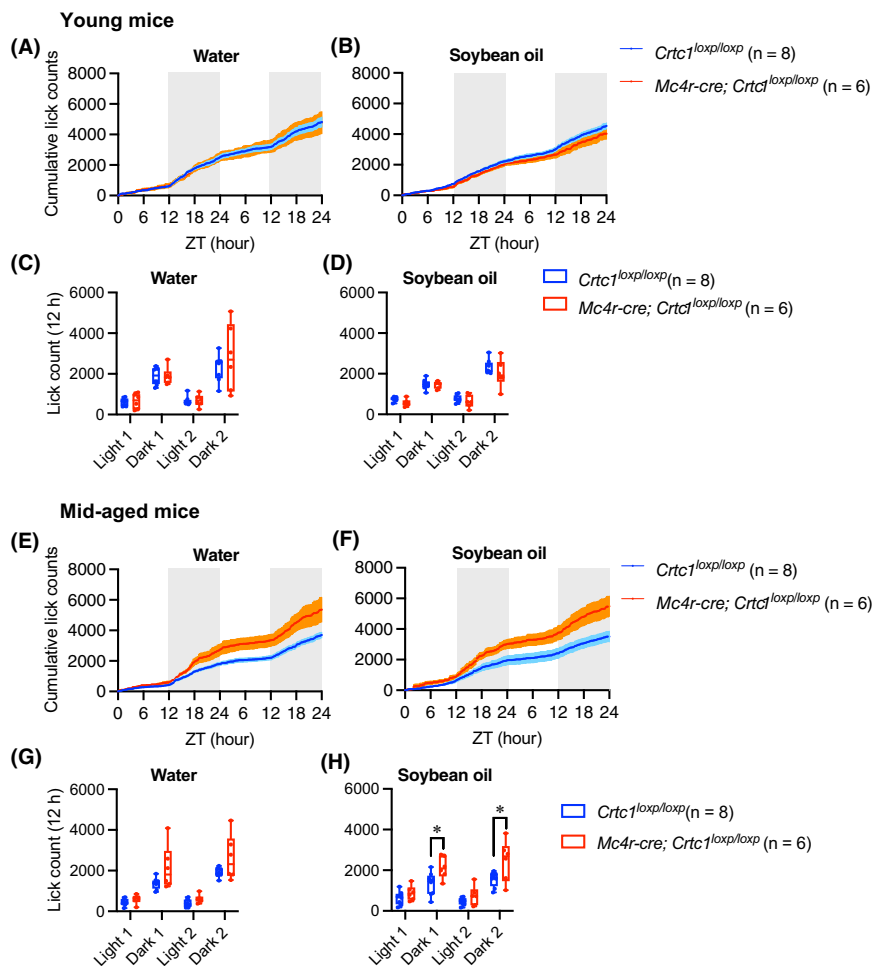 Young mice
(A)
Water
Cumulative lick counts
8000
6000
4000
2000
0
0 6 12 18 24 6 12 18 24
ZT (hour)
(B)
Soybean oil
8000
6000
4000
2000
0
0 6 12 18 24 6 12 18 24
ZT (hour)
Crtc1loxp/loxp (n = 8)
Mc4r-cre; Crtc1loxp/loxp (n = 6)
(C)
Water
Lick count (12 h)
6000
4000
2000
0
Light 1
Dark 1
Light 2
Dark 2
(D)
Soybean oil
6000
4000
2000
0
Light 1
Dark 1
Light 2
Dark 2
Crtc1loxp/loxp (n = 8)
Mc4r-cre; Crtc1loxp/loxp (n = 6)
Mid-aged mice
(E)
Water
Cumulative lick counts
8000
6000
4000
2000
0
0 6 12 18 24 6 12 18 24
ZT (hour)
(F)
Soybean oil
8000
6000
4000
2000
0
0 6 12 18 24 6 12 18 24
ZT (hour)
Crtc1loxp/loxp (n = 8)
Mc4r-cre; Crtc1loxp/loxp (n = 6)
(G)
Water
Lick count (12 h)
6000
4000
2000
0
Light 1
Dark 1
Light 2
Dark 2
(H)
Soybean oil
6000
4000
2000
0
* *
Light 1
Dark 1
Light 2
Dark 2
Crtc1loxp/loxp (n = 8)
Mc4r-cre; Crtc1loxp/loxp (n = 6)